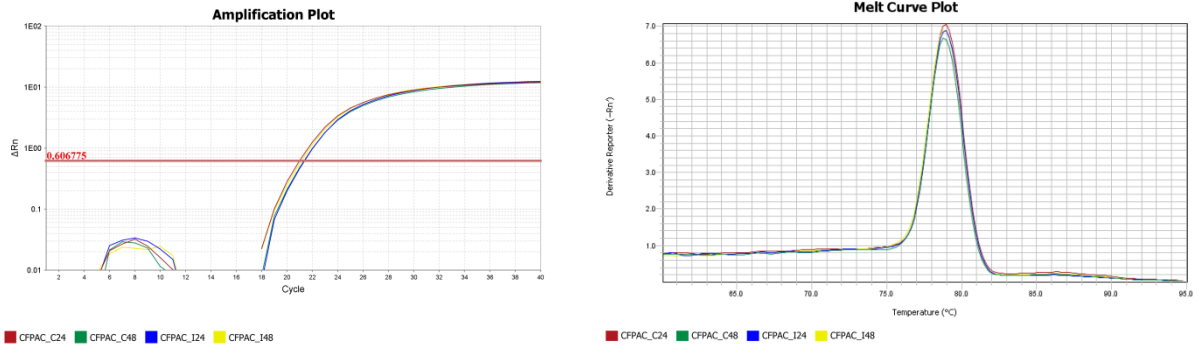 Amplification Plot
1E02
1E01
1E00
0.1
0.01
ΔRn
0.606775
2 4 6 8 10 12 14 16 18 20 22 24 26 28 30 32 34 36 38 40
Cycle
CFPAC_C24 CFPAC_C48 CFPAC_I24 CFPAC_I48
Melt Curve Plot
7.0
6.0
5.0
4.0
3.0
2.0
1.0
Derivative Reporter (-Rn')
65.0 70.0 75.0 80.0 85.0 90.0 95.0
Temperature (°C)
CFPAC_C24 CFPAC_C48 CFPAC_I24 CFPAC_I48